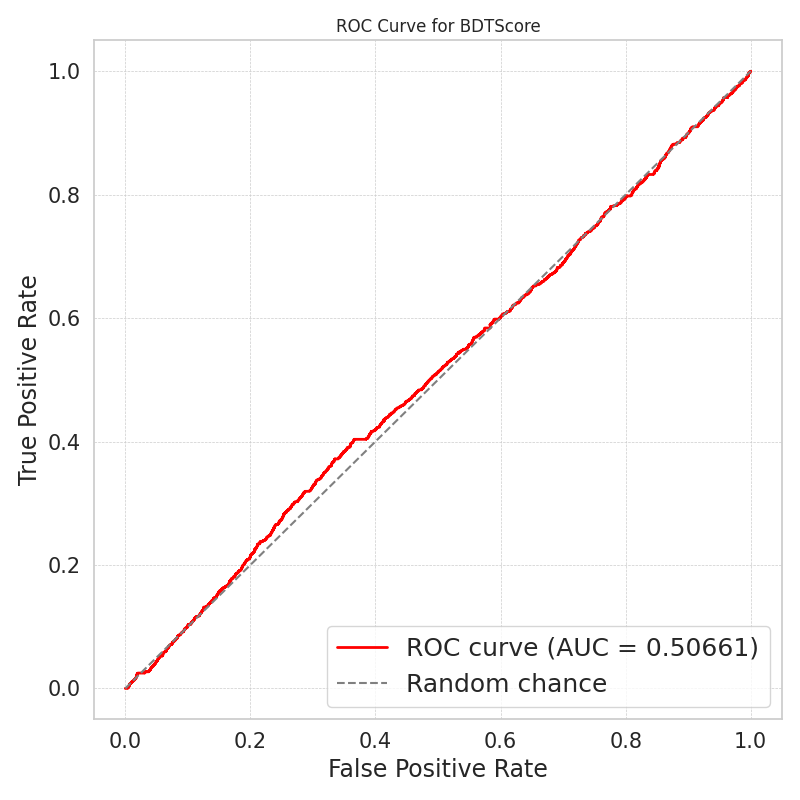 ROC Curve for BDTScore
True Positive Rate
1.0
0.8
0.6
0.4
0.2
0.0
ROC curve (AUC = 0.50661)
Random chance
0.0 0.2 0.4 0.6 0.8 1.0
False Positive Rate